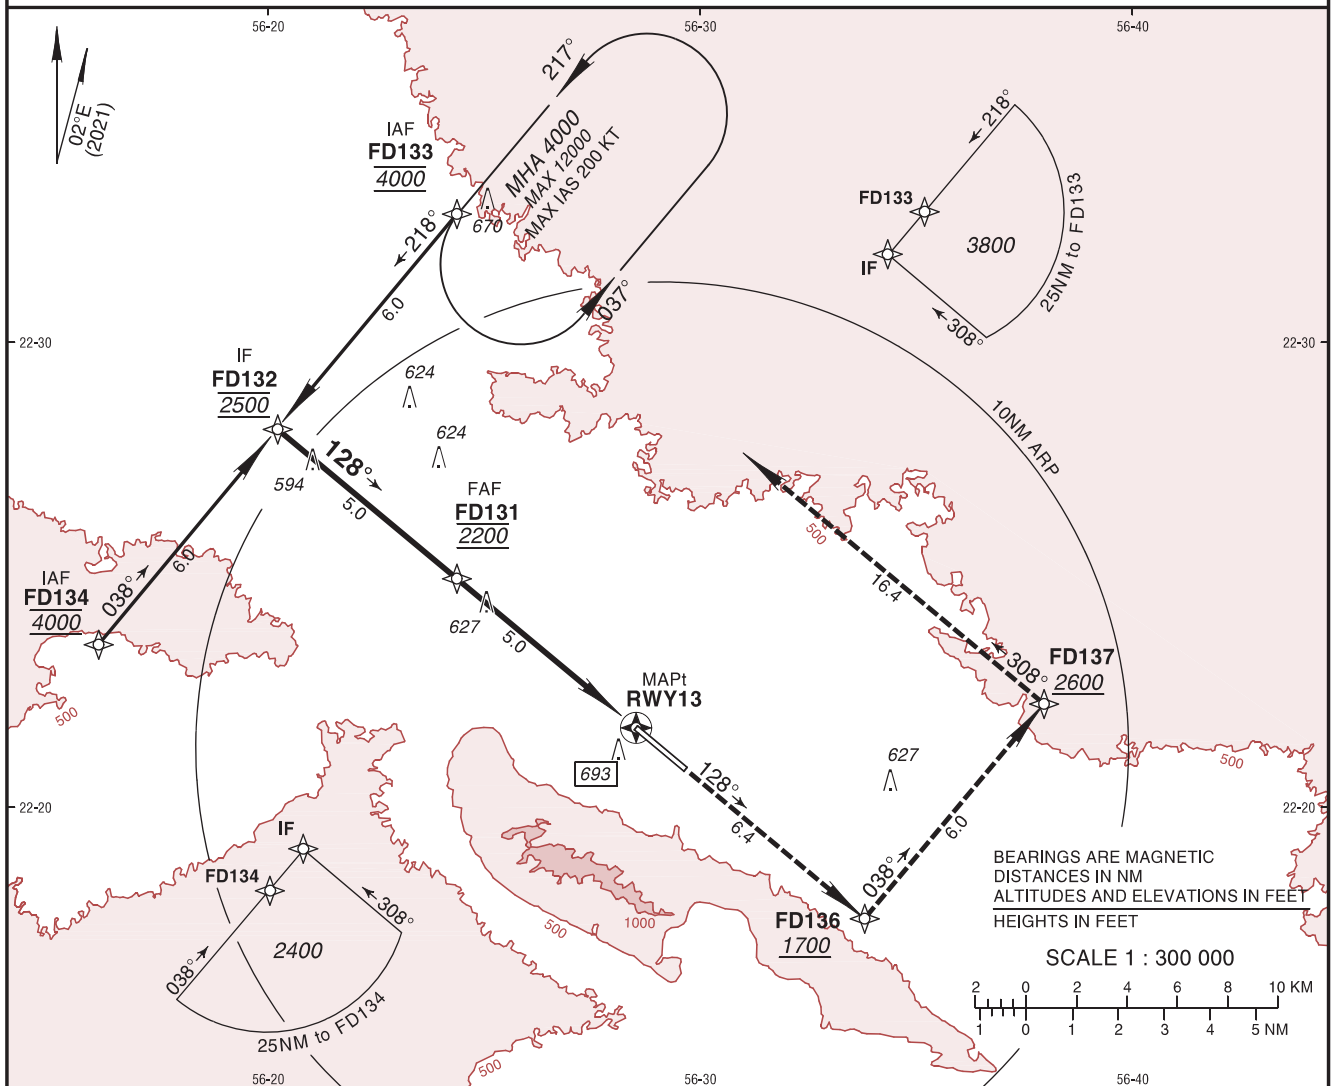 56-20
56-30
56-40
02°E
(2021)
217°
IAF
FD133
4000
MHA 4000
MAX 12000
MAX IAS 200 KT
670
218°
6.0
037°
218°
FD133
3800
IF
25NM to FD133
308°
22-30
22-30
IF
FD132
2500
624
624
594
128°
5.0
10NM ARP
FAF
FD131
2200
500
IAF
FD134
4000
038°
6.0
627
5.0
16.4
308°
FD137
2600
500
MAPt
RWY13
693
128°
6.4
627
500
22-20
22-20
038°
6.0
IF
FD134
308°
2400
038°
25NM to FD134
500
1000
FD136
1700
BEARINGS ARE MAGNETIC
DISTANCES IN NM
ALTITUDES AND ELEVATIONS IN FEET
HEIGHTS IN FEET
SCALE 1 : 300 000
2 0 2 4 6 8 10 KM
1 0 1 2 3 4 5 NM
500
56-20
56-30
56-40